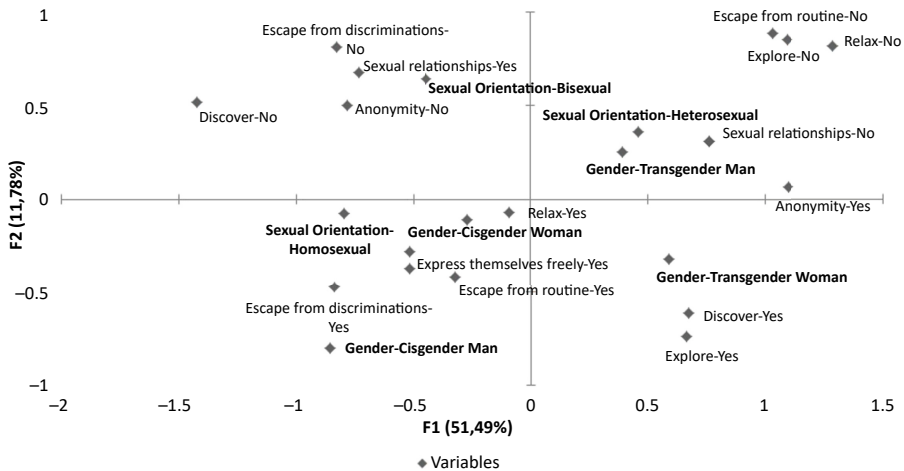 1
Escape from discriminations-
No
Escape from routine-No
Explore-No
Relax-No
Sexual relationships-Yes
Sexual Orientation-Bisexual
Discover-No
Anonymity-No
0.5
Sexual Orientation-Heterosexual
Sexual relationships-No
Gender-Transgender Man
Anonymity-Yes
0
F2 (11,78%)
Relax-Yes
Sexual Orientation-
Homosexual
Gender-Cisgender Woman
Express themselves freely-Yes
Escape from routine-Yes
Gender-Transgender Woman
−0.5
Escape from discriminations-
Yes
Discover-Yes
Gender-Cisgender Man
Explore-Yes
−1
−2
−1.5
−1
−0.5
0
0.5
1
1.5
F1 (51,49%)
Variables